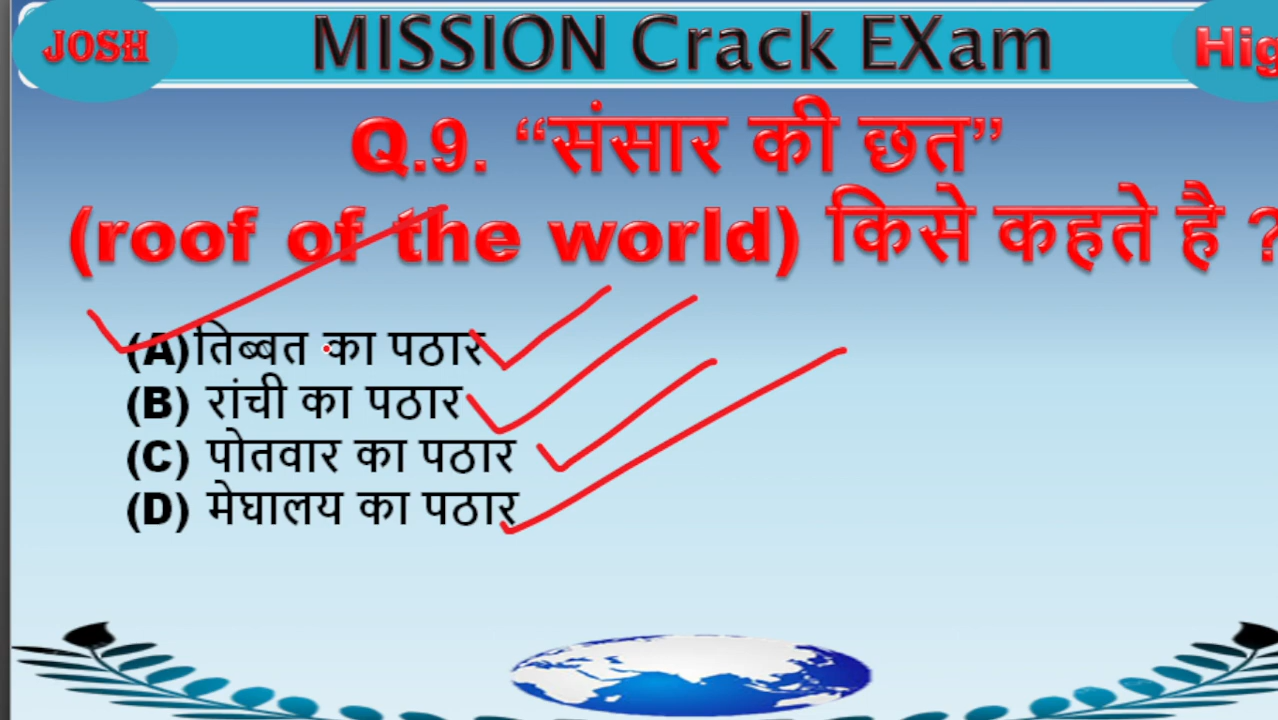 JOSH
MISSION Crack EXam
Hig
Q.9. “संसार की छत”
(roof of the world) किसे कहते है ?
(A)तिब्बत का पठार
(B) रांची का पठार
(C) पोतवार का पठार
(D) मेघालय का पठार